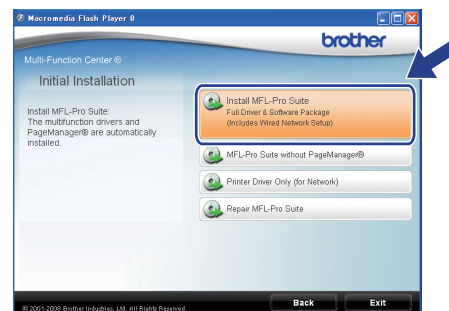 Macromedia Flash Player 8
brother
Multi-Function Center ®
Initial Installation
Install MFL-Pro Suite:
The multifunction drivers and
PageManager® are automatically
installed.
Install MFL-Pro Suite
Full Driver & Software Package
(Includes Wired Network Setup)
MFL-Pro Suite without PageManager®
Printer Driver Only (for Network)
Repair MFL-Pro Suite
© 2001-2008 Brother Industries, Ltd. All Rights Reserved.
Back
Exit